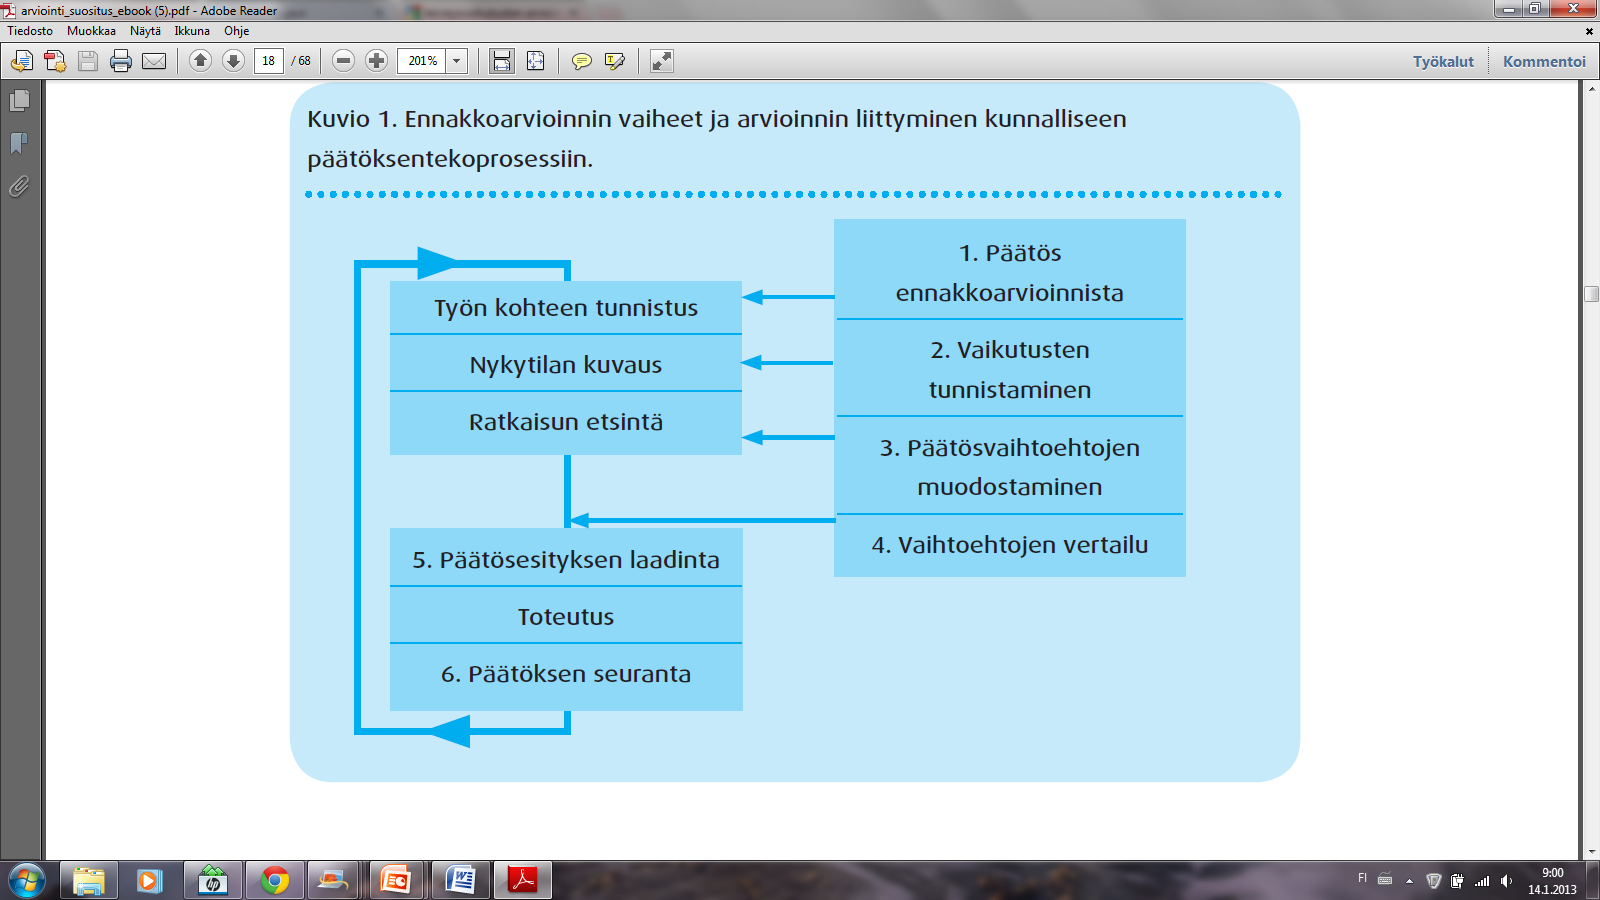 arviointi_suositus_ebook (5).pdf - Adobe Reader
Tiedosto Muokkaa Näytä Ikkuna Ohje
18 / 68 201% Työkalut Kommentoi
Kuvio 1. Ennakkoarvioinnin vaiheet ja arvioinnin liittyminen kunnalliseen
päätöksentekoprosessiin.
Työn kohteen tunnistus
Nykytilan kuvaus
Ratkaisun etsintä
1. Päätös
ennakkoarvioinnista
2. Vaikutusten
tunnistaminen
3. Päätösvaihtoehtojen
muodostaminen
4. Vaihtoehtojen vertailu
5. Päätösesityksen laadinta
Toteutus
6. Päätöksen seuranta
FI
9:00
14.1.2013